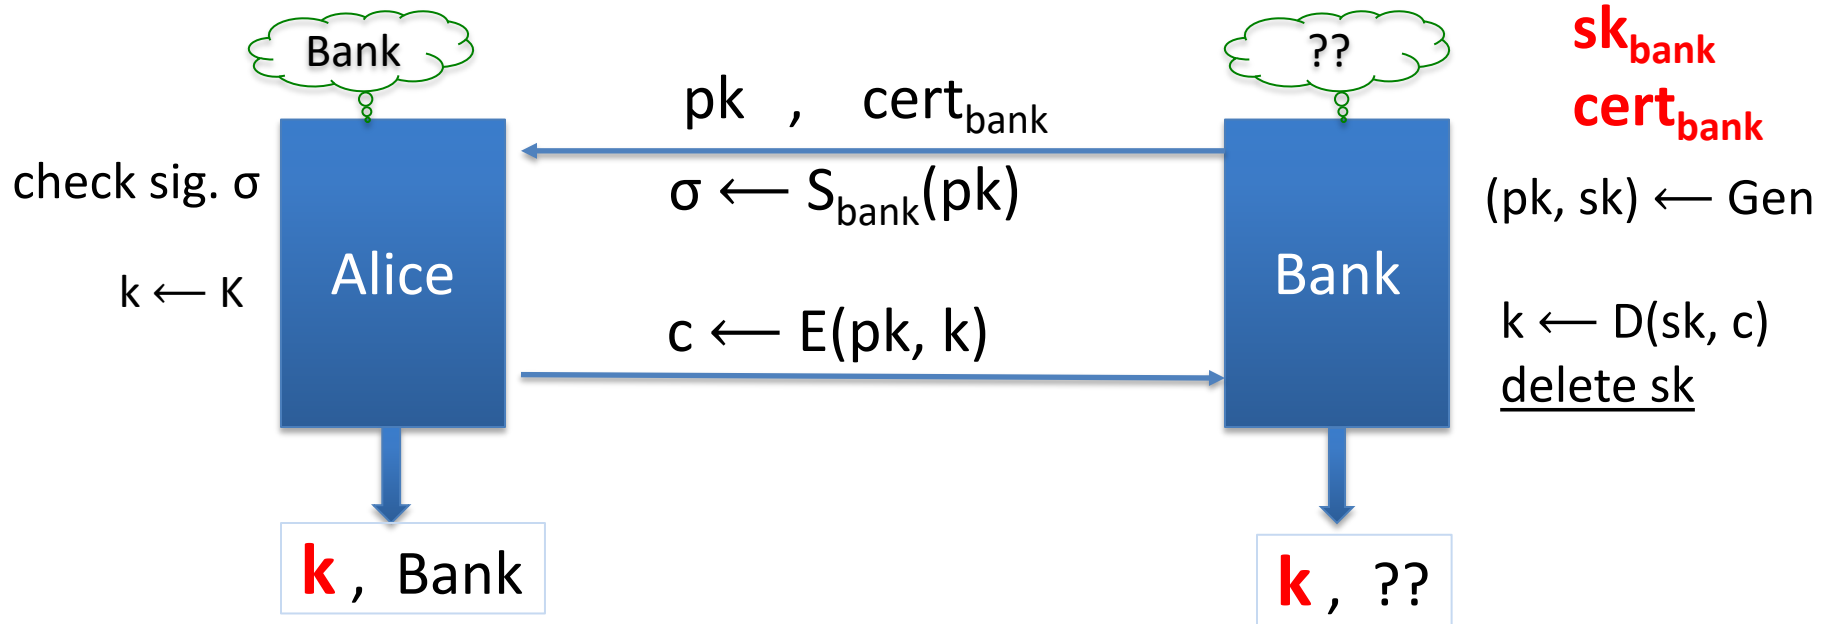 Bank
??
sk_bank
cert_bank
pk , cert_bank
check sig. σ
σ ⟵ S_bank(pk)
(pk, sk) ⟵ Gen
k ⟵ K
Alice
Bank
c ⟵ E(pk, k)
k ⟵ D(sk, c)
delete sk
k , Bank
k , ??